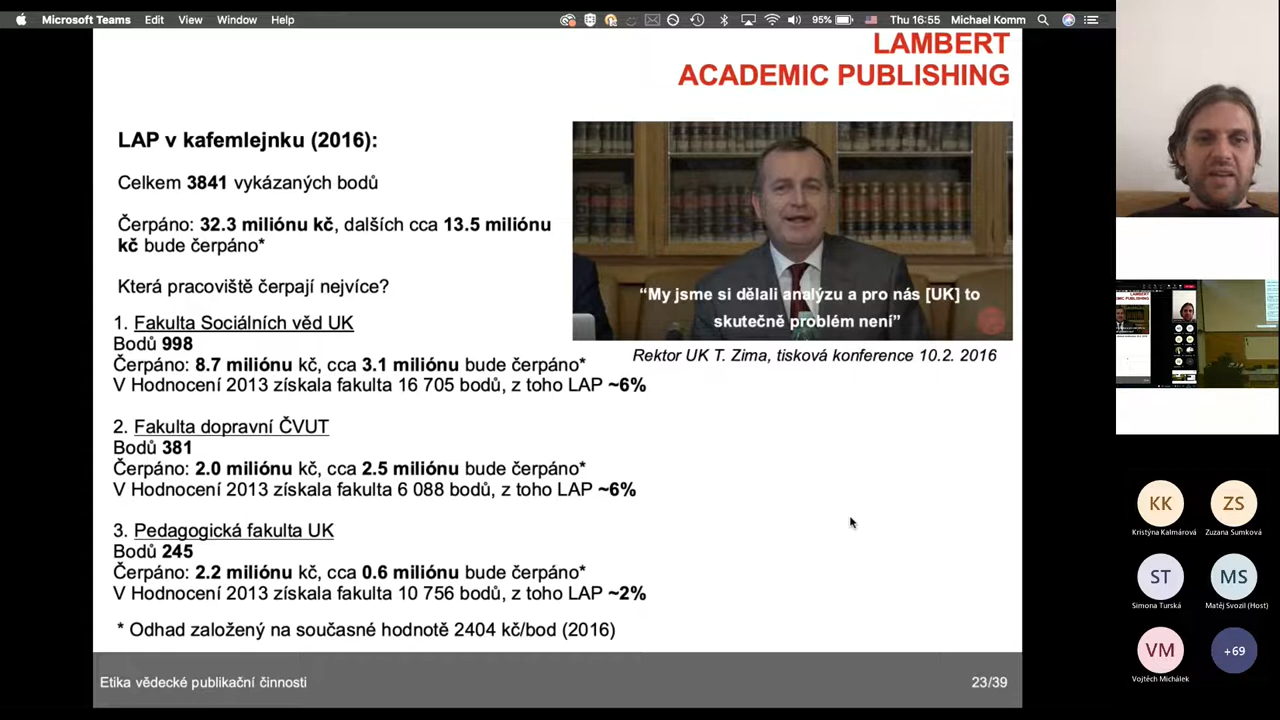 Microsoft Teams Edit View Window Help 95% Thu 16:55 Michael Komm
LAMBERT
ACADEMIC PUBLISHING
LAP v kafemlejnku (2016):
Celkem 3841 vykázaných bodů
Čerpáno: 32.3 miliónu kč, dalších cca 13.5 miliónu
kč bude čerpáno*
Která pracoviště čerpají nejvíce?
1. Fakulta Sociálních věd UK
Bodů 998
Čerpáno: 8.7 miliónu kč, cca 3.1 miliónu bude čerpáno*
V Hodnocení 2013 získala fakulta 16 705 bodů, z toho LAP ~6%
2. Fakulta dopravní ČVUT
Bodů 381
Čerpáno: 2.0 miliónu kč, cca 2.5 miliónu bude čerpáno*
V Hodnocení 2013 získala fakulta 6 088 bodů, z toho LAP ~6%
3. Pedagogická fakulta UK
Bodů 245
Čerpáno: 2.2 miliónu kč, cca 0.6 miliónu bude čerpáno*
V Hodnocení 2013 získala fakulta 10 756 bodů, z toho LAP ~2%
* Odhad založený na současné hodnotě 2404 kč/bod (2016)
“My jsme si dělali analýzu a pro nás [UK] to
skutečně problém není”
Rektor UK T. Zima, tisková konference 10.2. 2016
Etika vědecké publikační činnosti
23/39
LAMBERT
ACADEMIC PUBLISHING
KK
Kristýna Kalmárová
ZS
Zuzana Sumková
ST
Simona Turská
MS
Matěj Svozil (Host)
VM
Vojtěch Michálek
+69